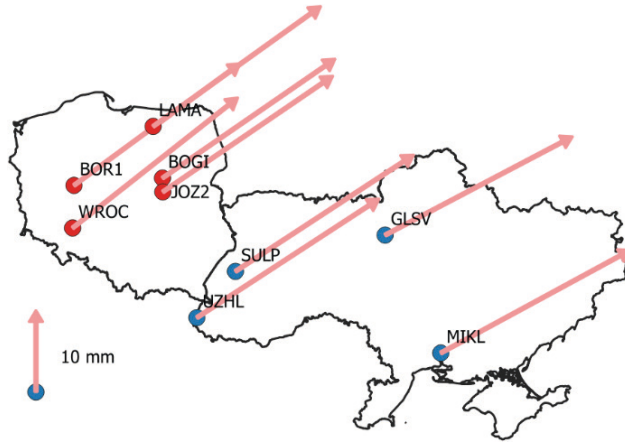 LAMA
BOR1
BOGI
JOZ2
WROC
GLSV
SULP
UZHL
MIKL
10 mm